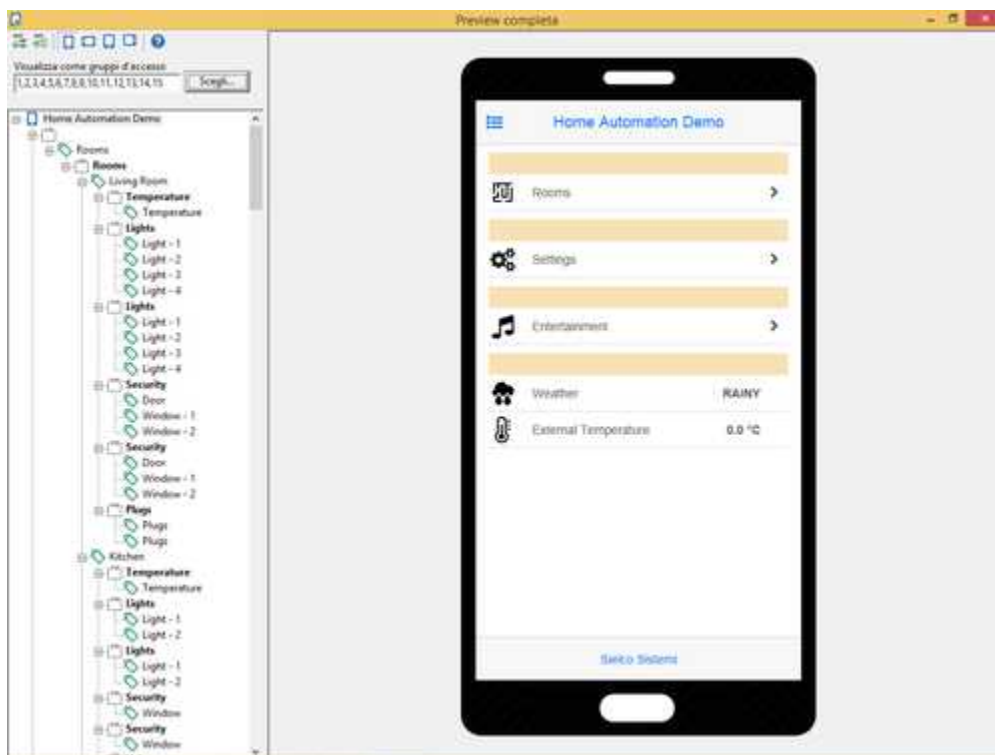 Preview completa
Visualizza come gruppi d'accesso
1,2,3,4,5,6,7,8,9,10,11,12,13,14,15
Scegli...
Home Automation Demo
Rooms
Rooms
Living Room
Temperature
Temperature
Lights
Light - 1
Light - 2
Light - 3
Light - 4
Lights
Light - 1
Light - 2
Light - 3
Light - 4
Security
Door
Window - 1
Window - 2
Security
Door
Window - 1
Window - 2
Plugs
Plugs
Plugs
Kitchen
Temperature
Temperature
Lights
Light - 1
Light - 2
Lights
Light - 1
Light - 2
Security
Window
Security
Window
Home Automation Demo
Rooms
Settings
Entertainment
Weather RAINY
External Temperature 0.0 °C
Sielco Sistemi